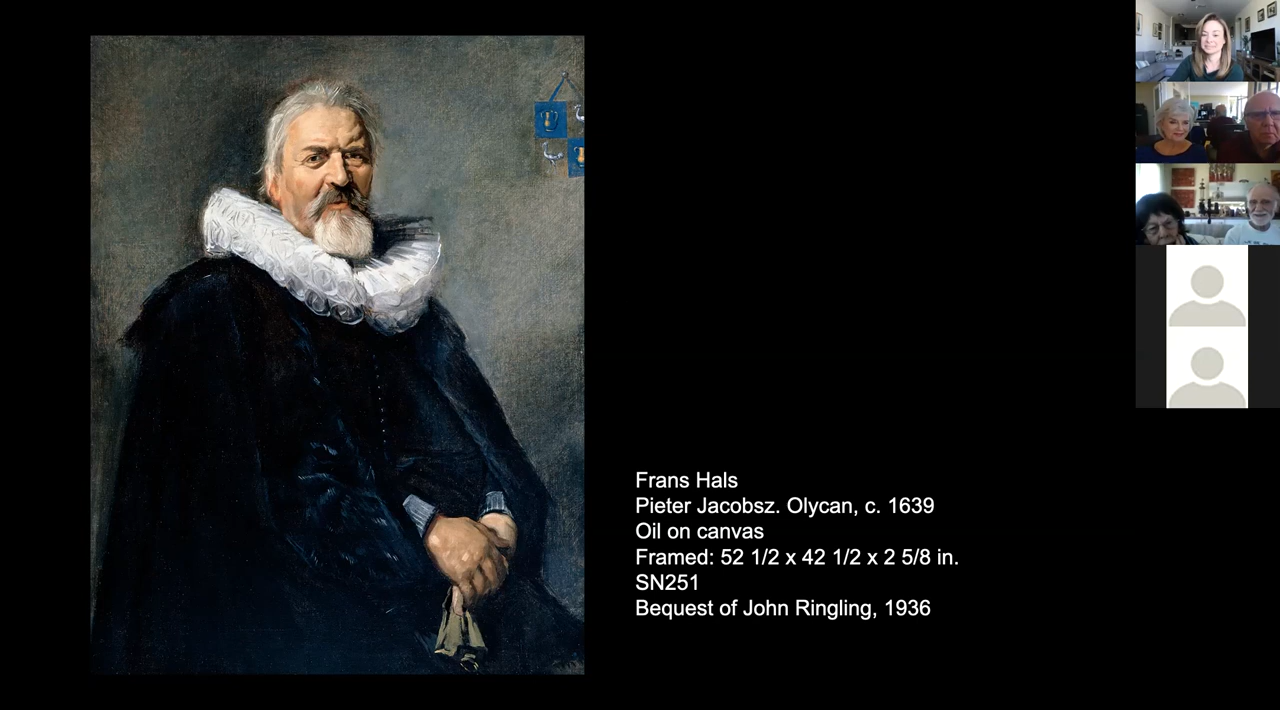 Frans Hals
Pieter Jacobsz. Olycan, c. 1639
Oil on canvas
Framed: 52 1/2 x 42 1/2 x 2 5/8 in.
SN251
Bequest of John Ringling, 1936